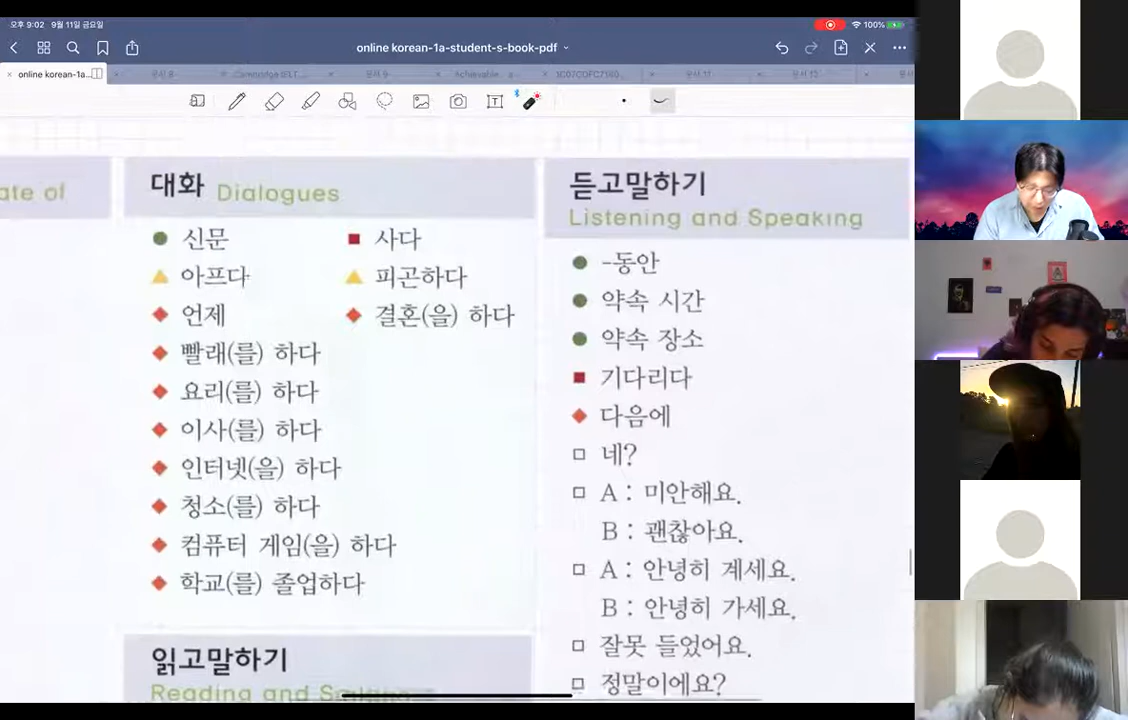 오후 9:02 9월 11일 금요일
100%
online korean-1a-student-s-book-pdf
online korean-1a...
ate of
대화 Dialogues
신문
사다
아프다
피곤하다
언제
결혼(을) 하다
빨래(를) 하다
요리(를) 하다
이사(를) 하다
인터넷(을) 하다
청소(를) 하다
컴퓨터 게임(을) 하다
학교(를) 졸업하다
읽고말하기
Reading and
듣고말하기
Listening and Speaking
-동안
약속 시간
약속 장소
기다리다
다음에
네?
A : 미안해요.
B : 괜찮아요.
A : 안녕히 계세요.
B : 안녕히 가세요.
잘못 들었어요.
정말이에요?